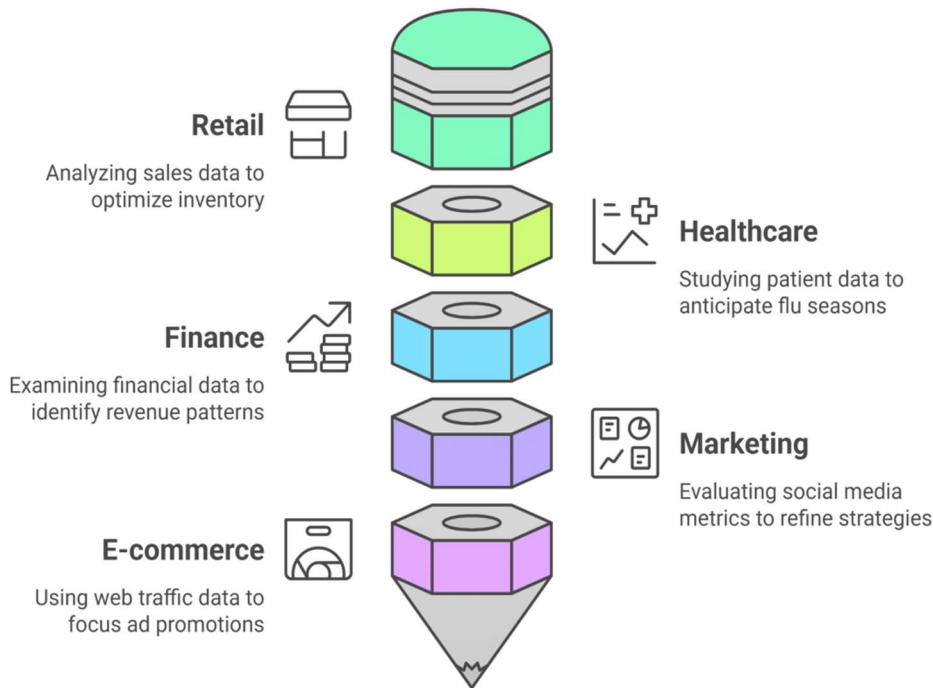 Retail
Analyzing sales data to
optimize inventory
Healthcare
Studying patient data to
anticipate flu seasons
Finance
Examining financial data to
identify revenue patterns
Marketing
Evaluating social media
metrics to refine strategies
E-commerce
Using web traffic data to
focus ad promotions